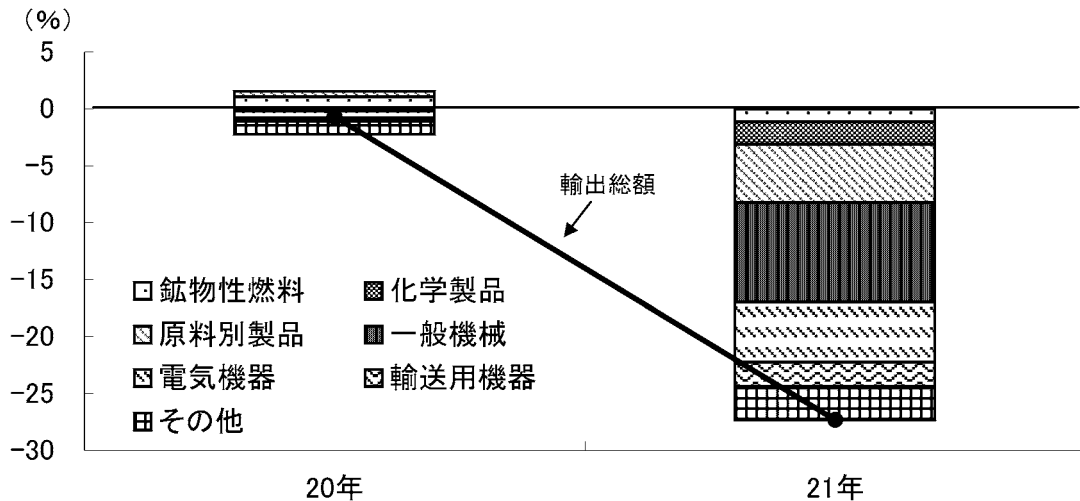 (%)
5
0
-5
-10
-15
-20
-25
-30
輸出総額
鉱物性燃料 化学製品
原料別製品 一般機械
電気機器 輸送用機器
その他
20年 21年